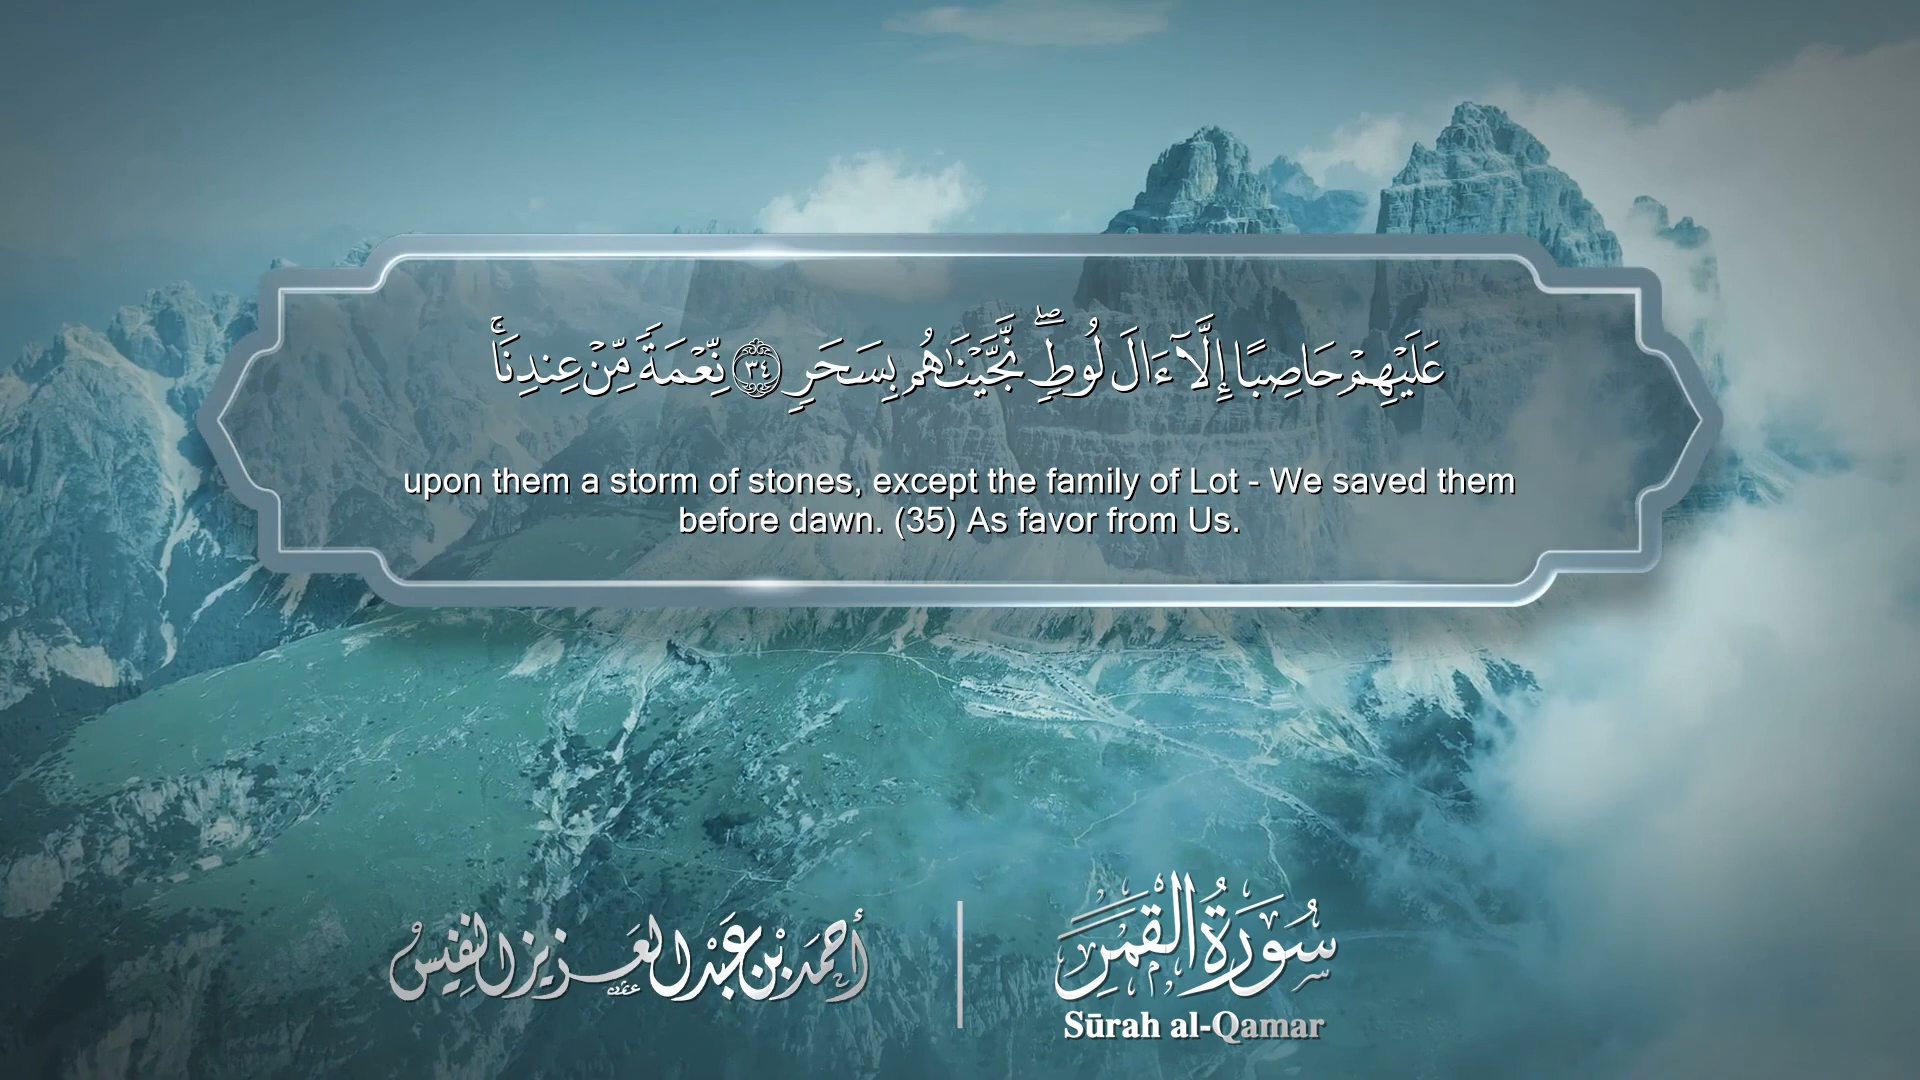 عَلَيْهِمْ حَاصِبًا إِلَّآ ءَالَ لُوطٍۖ نَّجَّيْنَٰهُم بِسَحَرٍ ٣٤ نِّعْمَةً مِّنْ عِندِنَاۚ
upon them a storm of stones, except the family of Lot - We saved them
before dawn. (35) As favor from Us.
أحمد بن عبد العزيز النفيس
سُورَةُ القَمَرِ
Sūrah al-Qamar